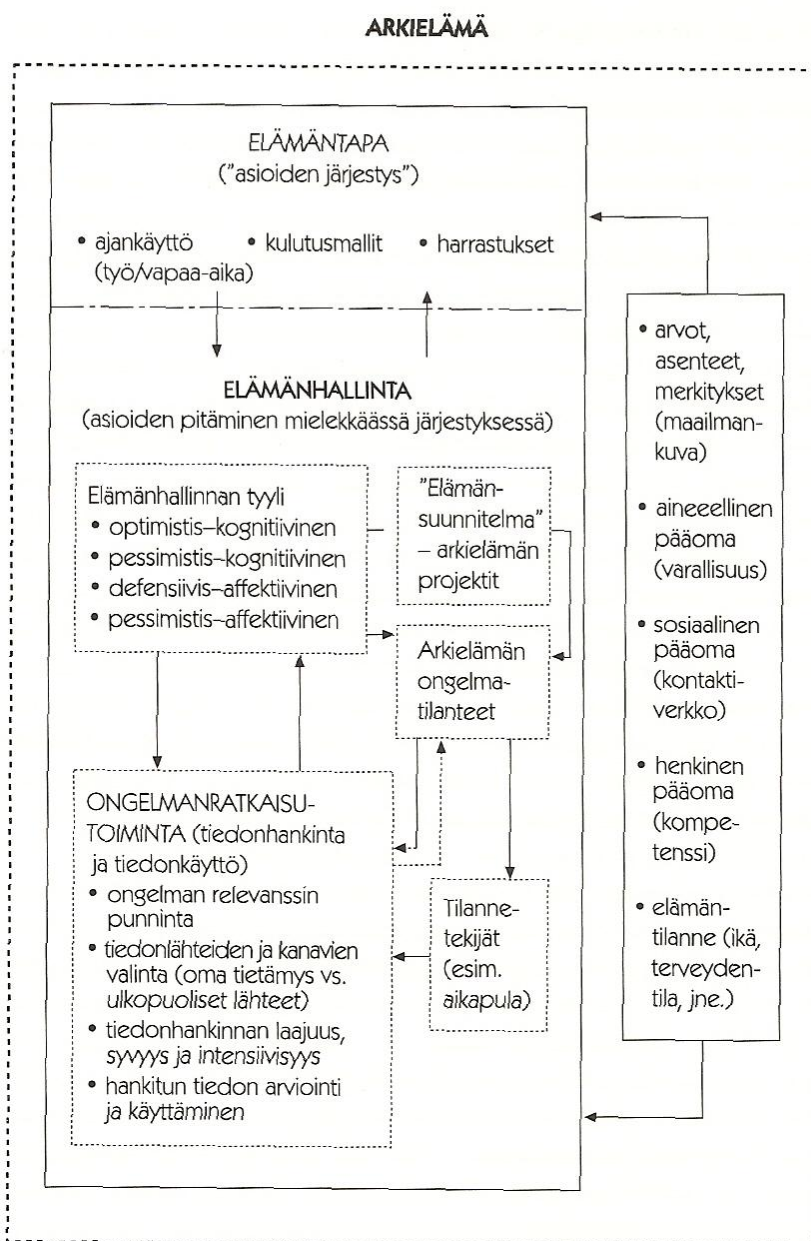 ARKIELÄMÄ
ELÄMÄNTAPA
("asioiden järjestys")
• ajankäyttö
(työ/vapaa-aika)
• kulutusmallit
• harrastukset
ELÄMÄNHALLINTA
(asioiden pitäminen mielekkäässä järjestyksessä)
Elämänhallinnan tyyli
• optimistis–kognitiivinen
• pessimistis–kognitiivinen
• defensiivis–affektiivinen
• pessimistis–affektiivinen
"Elämän-
suunnitelma"
– arkielämän
projektit
Arkielämän
ongelma-
tilanteet
ONGELMANRATKAISU-
TOIMINTA (tiedonhankinta
ja tiedonkäyttö)
• ongelman relevanssin
punninta
• tiedonlähteiden ja kanavien
valinta (oma tietämys vs.
ulkopuoliset lähteet)
• tiedonhankinnan laajuus,
syvyys ja intensiivisyys
• hankitun tiedon arviointi
ja käyttäminen
Tilanne-
tekijät
(esim.
aikapula)
• arvot,
asenteet,
merkitykset
(maailman-
kuva)
• aineeellinen
pääoma
(varallisuus)
• sosiaalinen
pääoma
(kontakti-
verkko)
• henkinen
pääoma
(kompe-
tenssi)
• elämän-
tilanne (ikä,
terveyden-
tila, jne.)